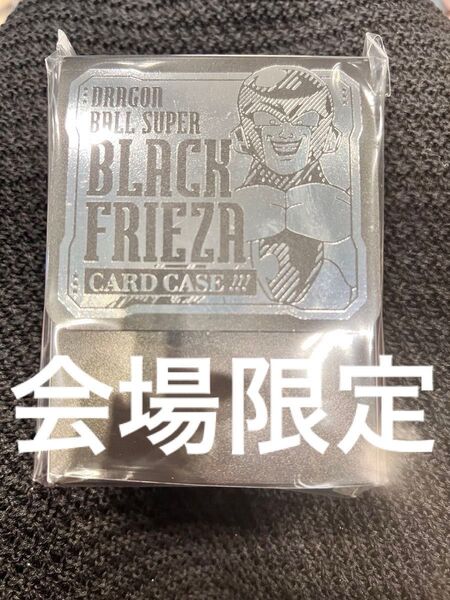 DRAGON
BALL SUPER
BLACK
FRIEZA
CARD CASE!!!
会場限定